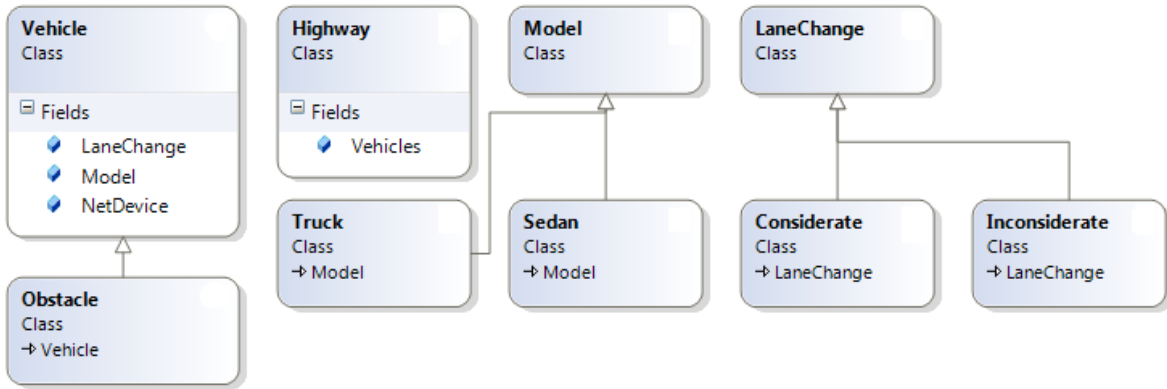 Vehicle
Class
Fields
LaneChange
Model
NetDevice
Obstacle
Class
Vehicle
Highway
Class
Fields
Vehicles
Truck
Class
Model
Model
Class
Sedan
Class
Model
LaneChange
Class
Considerate
Class
LaneChange
Inconsiderate
Class
LaneChange